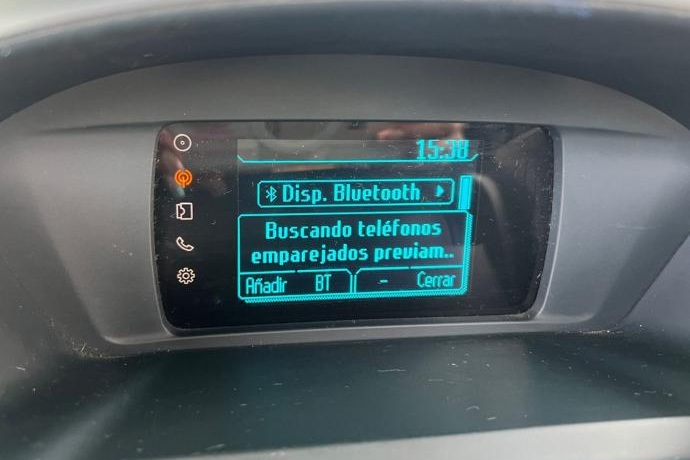 15:38
Disp. Bluetooth
Buscando teléfonos
emparejados previam..
Añadir BT - Cerrar